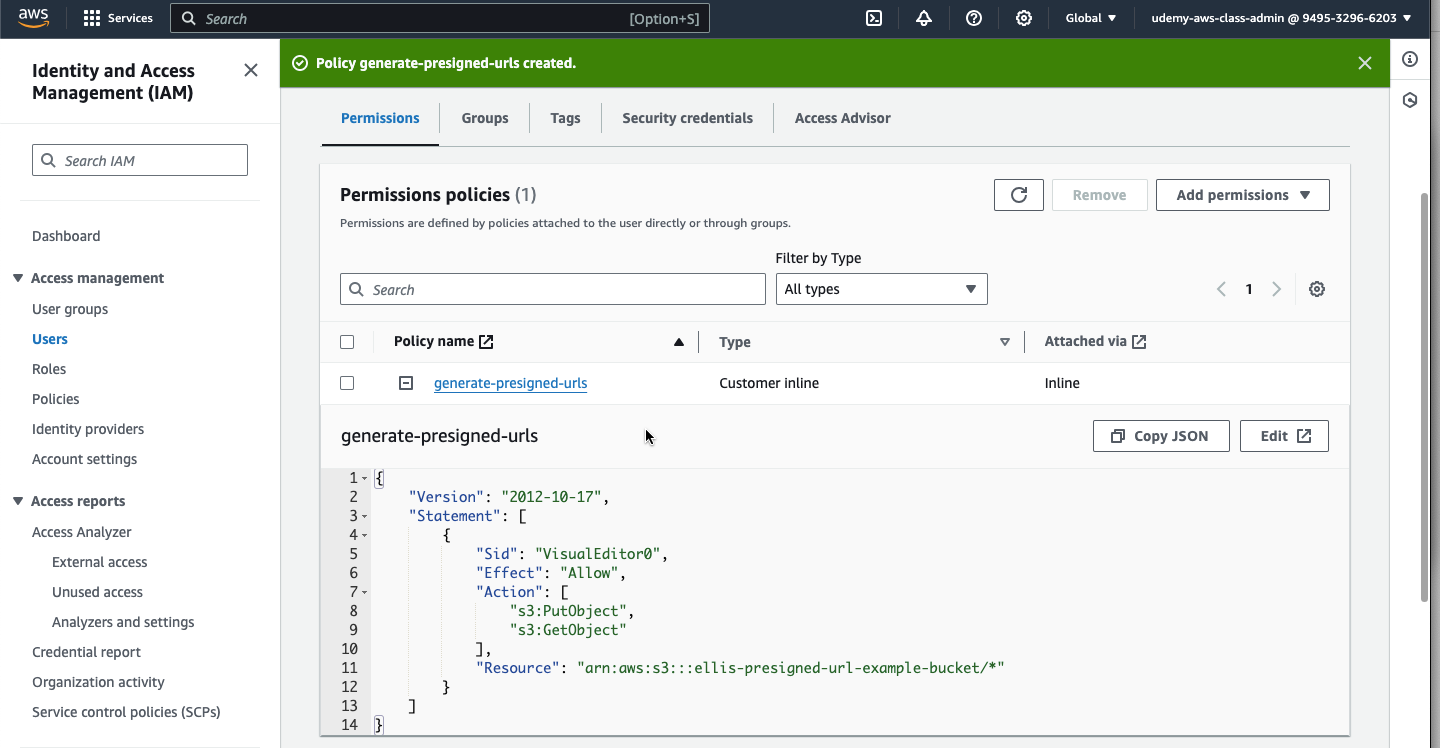 aws
Services
Search
[Option+S]
Global
udemy-aws-class-admin @ 9495-3296-6203
Identity and Access
Management (IAM)
Search IAM
Dashboard
Access management
User groups
Users
Roles
Policies
Identity providers
Account settings
Access reports
Access Analyzer
External access
Unused access
Analyzers and settings
Credential report
Organization activity
Service control policies (SCPs)
Policy generate-presigned-urls created.
Permissions
Groups
Tags
Security credentials
Access Advisor
Permissions policies (1)
Remove
Add permissions
Permissions are defined by policies attached to the user directly or through groups.
Filter by Type
Search
All types
1
Policy name
Type
Attached via
generate-presigned-urls
Customer inline
Inline
generate-presigned-urls
Copy JSON
Edit
1 {
2 "Version": "2012-10-17",
3 "Statement": [
4 {
5 "Sid": "VisualEditor0",
6 "Effect": "Allow",
7 "Action": [
8 "s3:PutObject",
9 "s3:GetObject"
10 ],
11 "Resource": "arn:aws:s3:::ellis-presigned-url-example-bucket/*"
12 }
13 ]
14 }